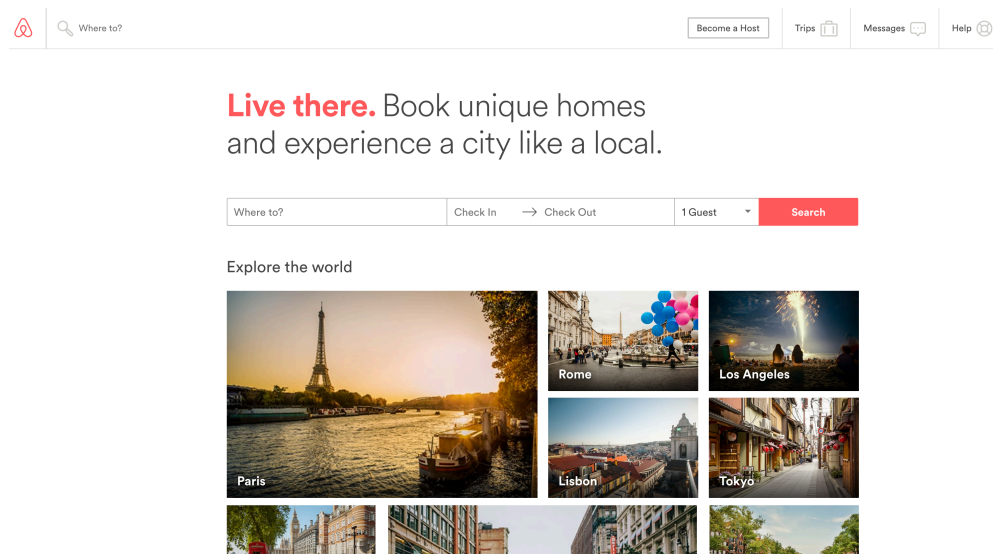 Where to?
Become a Host
Trips
Messages
Help
Live there. Book unique homes
and experience a city like a local.
Where to?
Check In
Check Out
1 Guest
Search
Explore the world
Paris
Rome
Los Angeles
Lisbon
Tokyo